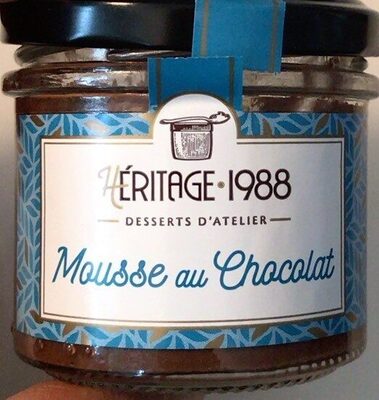 HÉRITAGE • 1988
DESSERTS D'ATELIER
Mousse au Chocolat